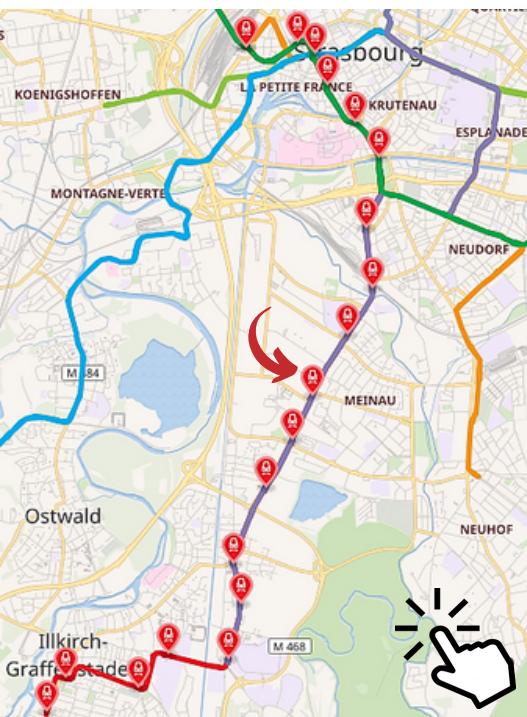 Strasbourg
KOENIGSHOFFEN
LA PETITE FRANCE
KRUTENAU
ESPLANADE
MONTAGNE-VERTE
NEUDORF
M 484
MEINAU
Ostwald
NEUHOF
Illkirch-
Graffenstaden
M 468